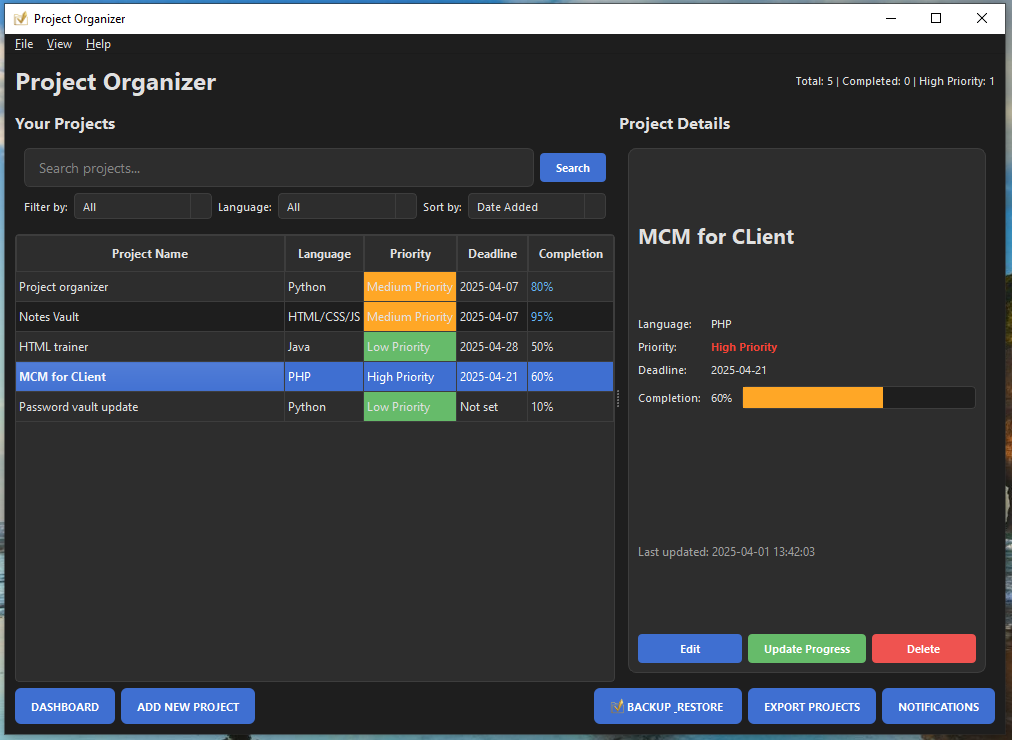 Project Organizer
File View Help
Project Organizer
Total: 5 | Completed: 0 | High Priority: 1
Your Projects
Search projects...
Search
Filter by: All Language: All Sort by: Date Added
Project Name Language Priority Deadline Completion
Project organizer Python Medium Priority 2025-04-07 80%
Notes Vault HTML/CSS/JS Medium Priority 2025-04-07 95%
HTML trainer Java Low Priority 2025-04-28 50%
MCM for CLient PHP High Priority 2025-04-21 60%
Password vault update Python Low Priority Not set 10%
Project Details
MCM for CLient
Language: PHP
Priority: High Priority
Deadline: 2025-04-21
Completion: 60%
Last updated: 2025-04-01 13:42:03
Edit Update Progress Delete
DASHBOARD ADD NEW PROJECT BACKUP _RESTORE EXPORT PROJECTS NOTIFICATIONS